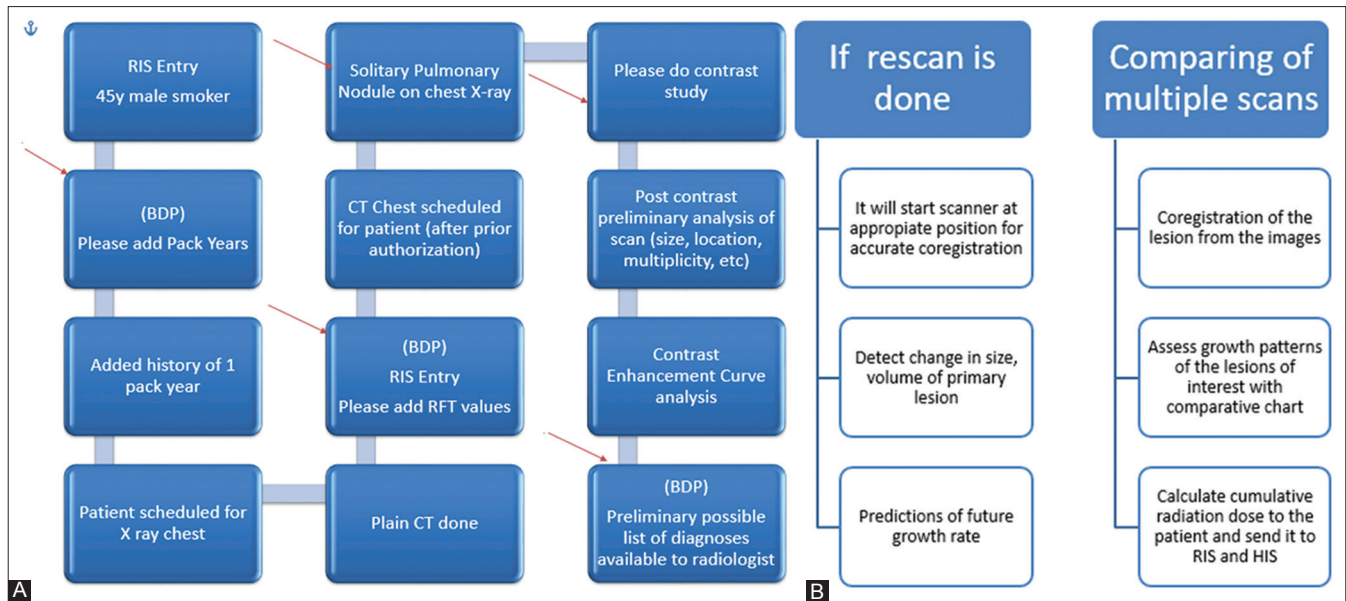 RIS Entry
45y male smoker
(BDP)
Please add Pack Years
Added history of 1
pack year
Patient scheduled for
X ray chest
Solitary Pulmonary
Nodule on chest X-ray
CT Chest scheduled
for patient (after prior
authorization)
(BDP)
RIS Entry
Please add RFT values
Plain CT done
Please do contrast
study
Post contrast
preliminary analysis of
scan (size, location,
multiplicity, etc)
Contrast
Enhancement Curve
analysis
(BDP)
Preliminary possible
list of diagnoses
available to radiologist
A
If rescan is
done
It will start scanner at
appropiate position for
accurate coregistration
Detect change in size,
volume of primary
lesion
Predictions of future
growth rate
Comparing of
multiple scans
Coregistration of the
lesion from the images
Assess growth patterns
of the lesions of
interest with
comparative chart
Calculate cumulative
radiation dose to the
patient and send it to
RIS and HIS
B